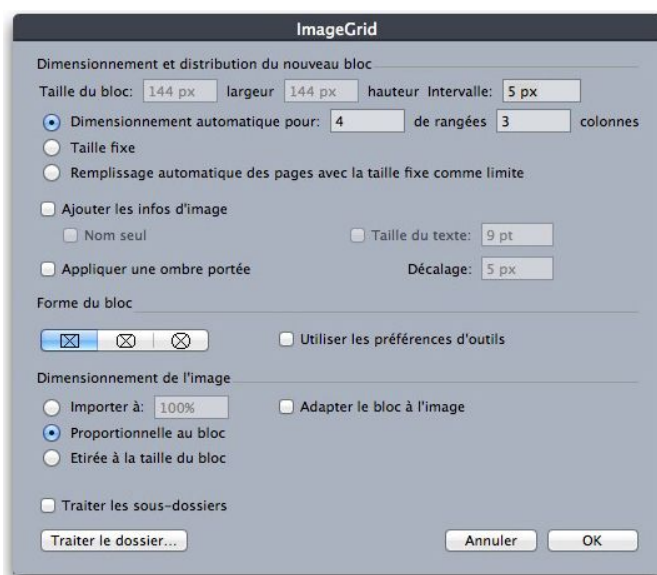 ImageGrid
Dimensionnement et distribution du nouveau bloc
Taille du bloc: 144 px largeur 144 px hauteur Intervalle: 5 px
Dimensionnement automatique pour: 4 de rangées 3 colonnes
Taille fixe
Remplissage automatique des pages avec la taille fixe comme limite
Ajouter les infos d'image
Nom seul Taille du texte: 9 pt
Appliquer une ombre portée Décalage: 5 px
Forme du bloc
Utiliser les préférences d'outils
Dimensionnement de l'image
Importer à: 100% Adapter le bloc à l'image
Proportionnelle au bloc
Etirée à la taille du bloc
Traiter les sous-dossiers
Traiter le dossier... Annuler OK